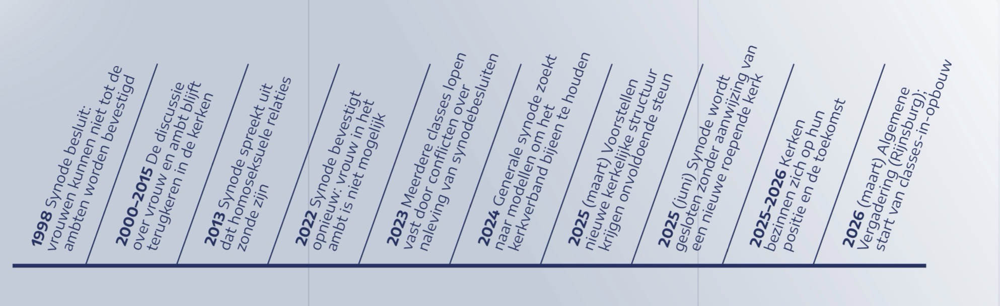 1998 Synode besluit:
vrouwen kunnen niet tot de
ambten worden bevestigd
2000–2015 De discussie
over vrouw en ambt blijft
terugkeren in de kerken
2013 Synode spreekt uit
dat homoseksuele relaties
zonde zijn
2022 Synode bevestigt
opnieuw: vrouw in het
ambt is niet mogelijk
2023 Meerdere classes lopen
vast door conflicten over
naleving van synodebesluiten
2024 Generale synode zoekt
naar modellen om het
kerkverband bijeen te houden
2025 (maart) Voorstellen
nieuwe kerkelijke structuur
krijgen onvoldoende steun
2025 (juni) Synode wordt
gesloten zonder aanwijzing van
een nieuwe roepende kerk
2025–2026 Kerken
bezinnen zich op hun
positie en de toekomst
2026 (maart) Algemene
Vergadering (Rijnsburg);
start van classes-in-opbouw